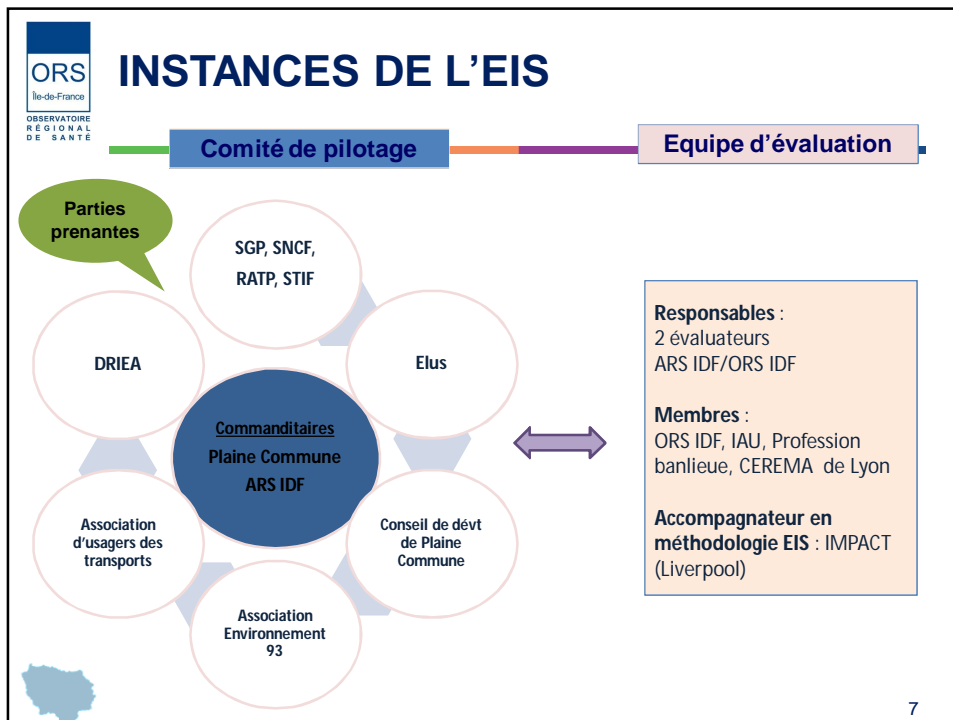 ORS
Île-de-France
OBSERVATOIRE
RÉGIONAL
DE SANTÉ
INSTANCES DE L'EIS
Comité de pilotage
Equipe d'évaluation
Parties
prenantes
SGP, SNCF,
RATP, STIF
DRIEA
Elus
Commanditaires
Plaine Commune
ARS IDF
Association
d'usagers des
transports
Conseil de dévt
de Plaine
Commune
Association
Environnement
93
Responsables :
2 évaluateurs
ARS IDF/ORS IDF
Membres :
ORS IDF, IAU, Profession
banlieue, CEREMA de Lyon
Accompagnateur en
méthodologie EIS : IMPACT
(Liverpool)
7